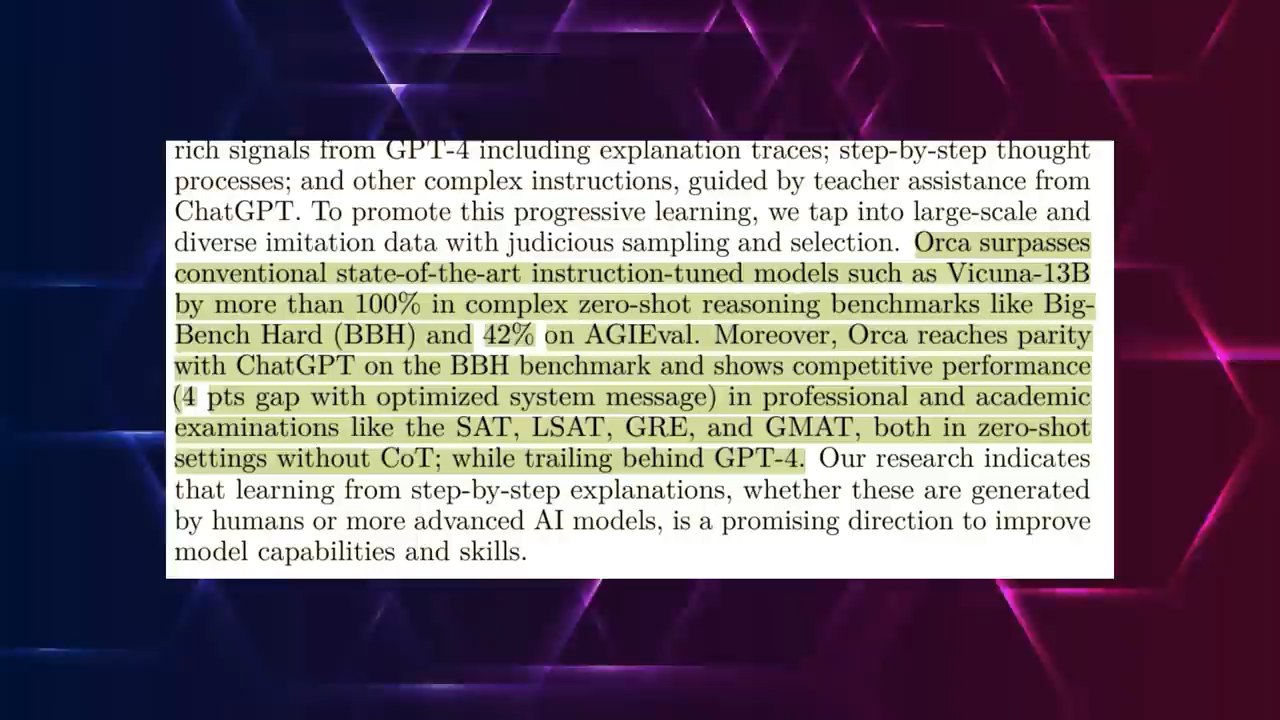 rich signals from GPT-4 including explanation traces; step-by-step thought
processes; and other complex instructions, guided by teacher assistance from
ChatGPT. To promote this progressive learning, we tap into large-scale and
diverse imitation data with judicious sampling and selection. Orca surpasses
conventional state-of-the-art instruction-tuned models such as Vicuna-13B
by more than 100% in complex zero-shot reasoning benchmarks like Big-
Bench Hard (BBH) and 42% on AGIEval. Moreover, Orca reaches parity
with ChatGPT on the BBH benchmark and shows competitive performance
(4 pts gap with optimized system message) in professional and academic
examinations like the SAT, LSAT, GRE, and GMAT, both in zero-shot
settings without CoT; while trailing behind GPT-4. Our research indicates
that learning from step-by-step explanations, whether these are generated
by humans or more advanced AI models, is a promising direction to improve
model capabilities and skills.